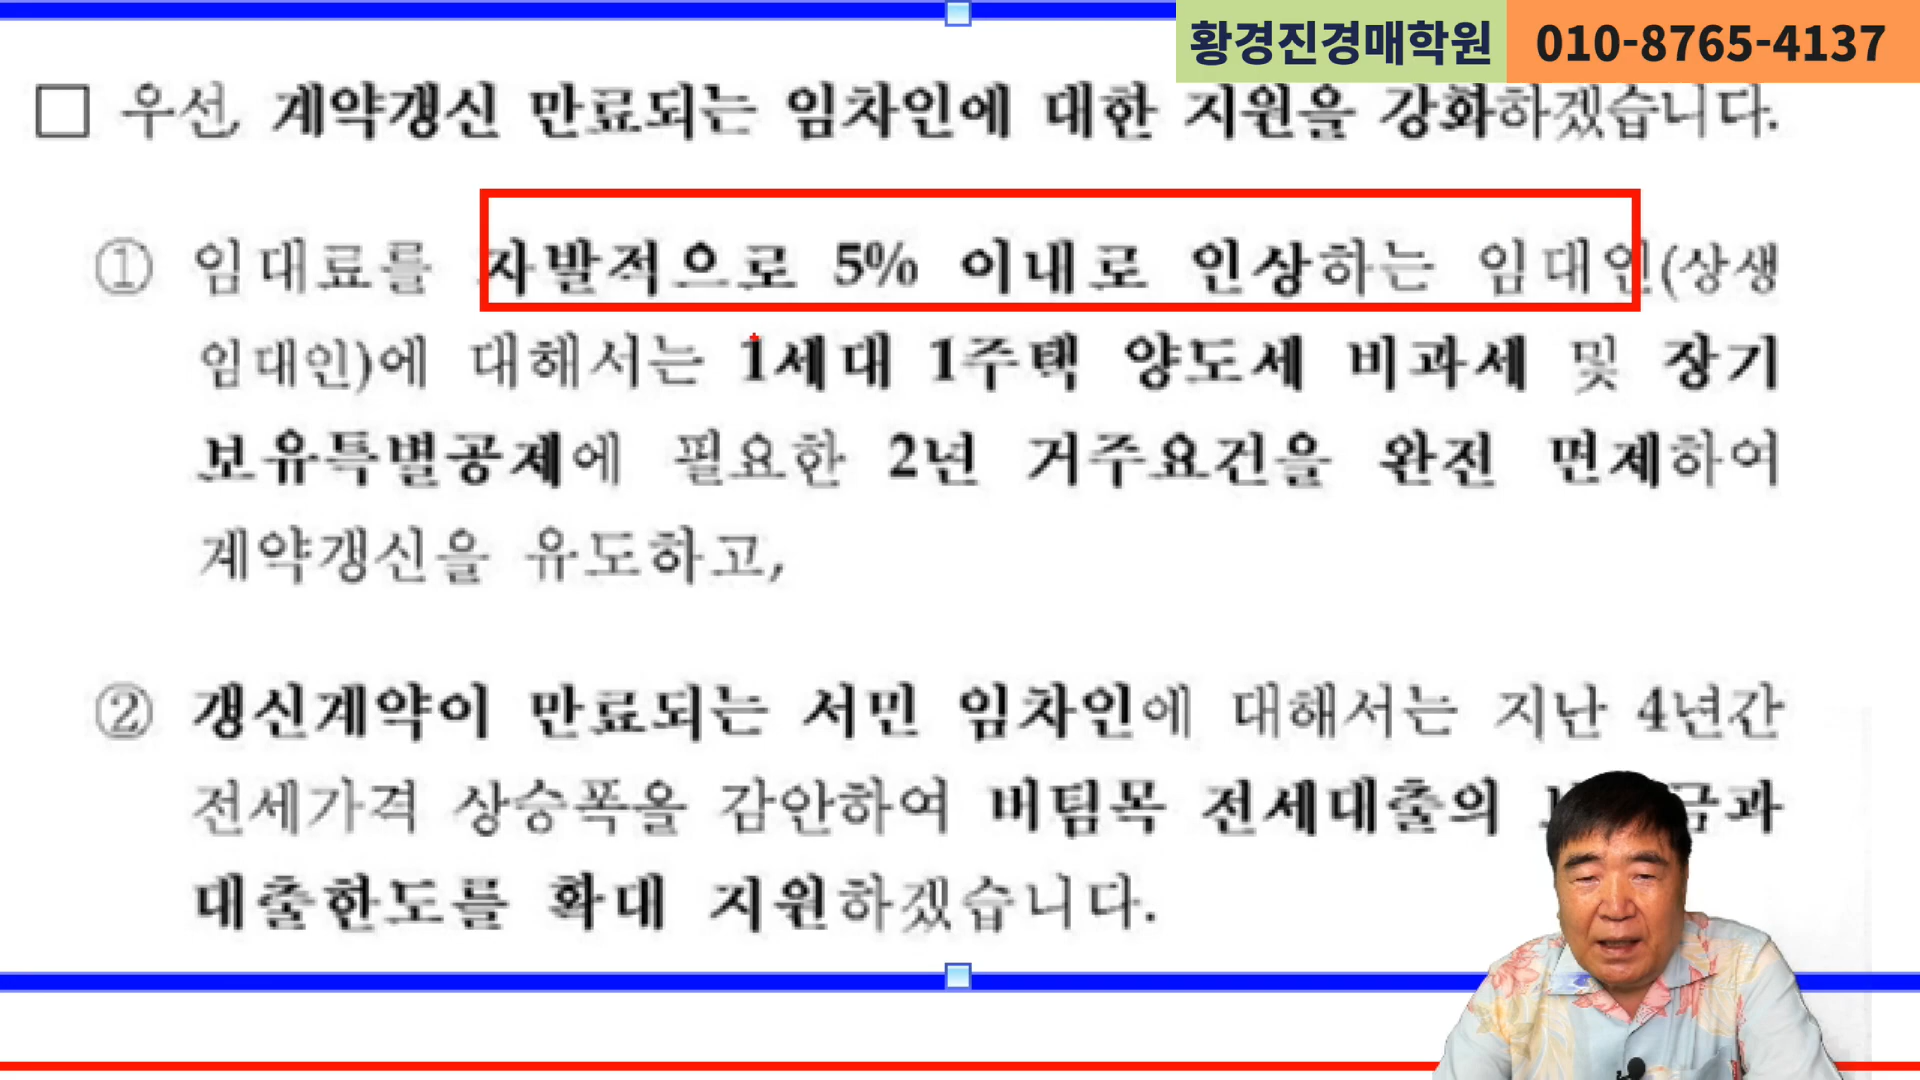 황경진경매학원 010-8765-4137
□ 우선, 계약갱신 만료되는 임차인에 대한 지원을 강화하겠습니다.
① 임대료를 자발적으로 5% 이내로 인상하는 임대인(상생
임대인)에 대해서는 1세대 1주택 양도세 비과세 및 장기
보유특별공제에 필요한 2년 거주요건을 완전 면제하여
계약갱신을 유도하고,
② 갱신계약이 만료되는 서민 임차인에 대해서는 지난 4년간
전세가격 상승폭을 감안하여 버팀목 전세대출의 금과
대출한도를 확대 지원하겠습니다.